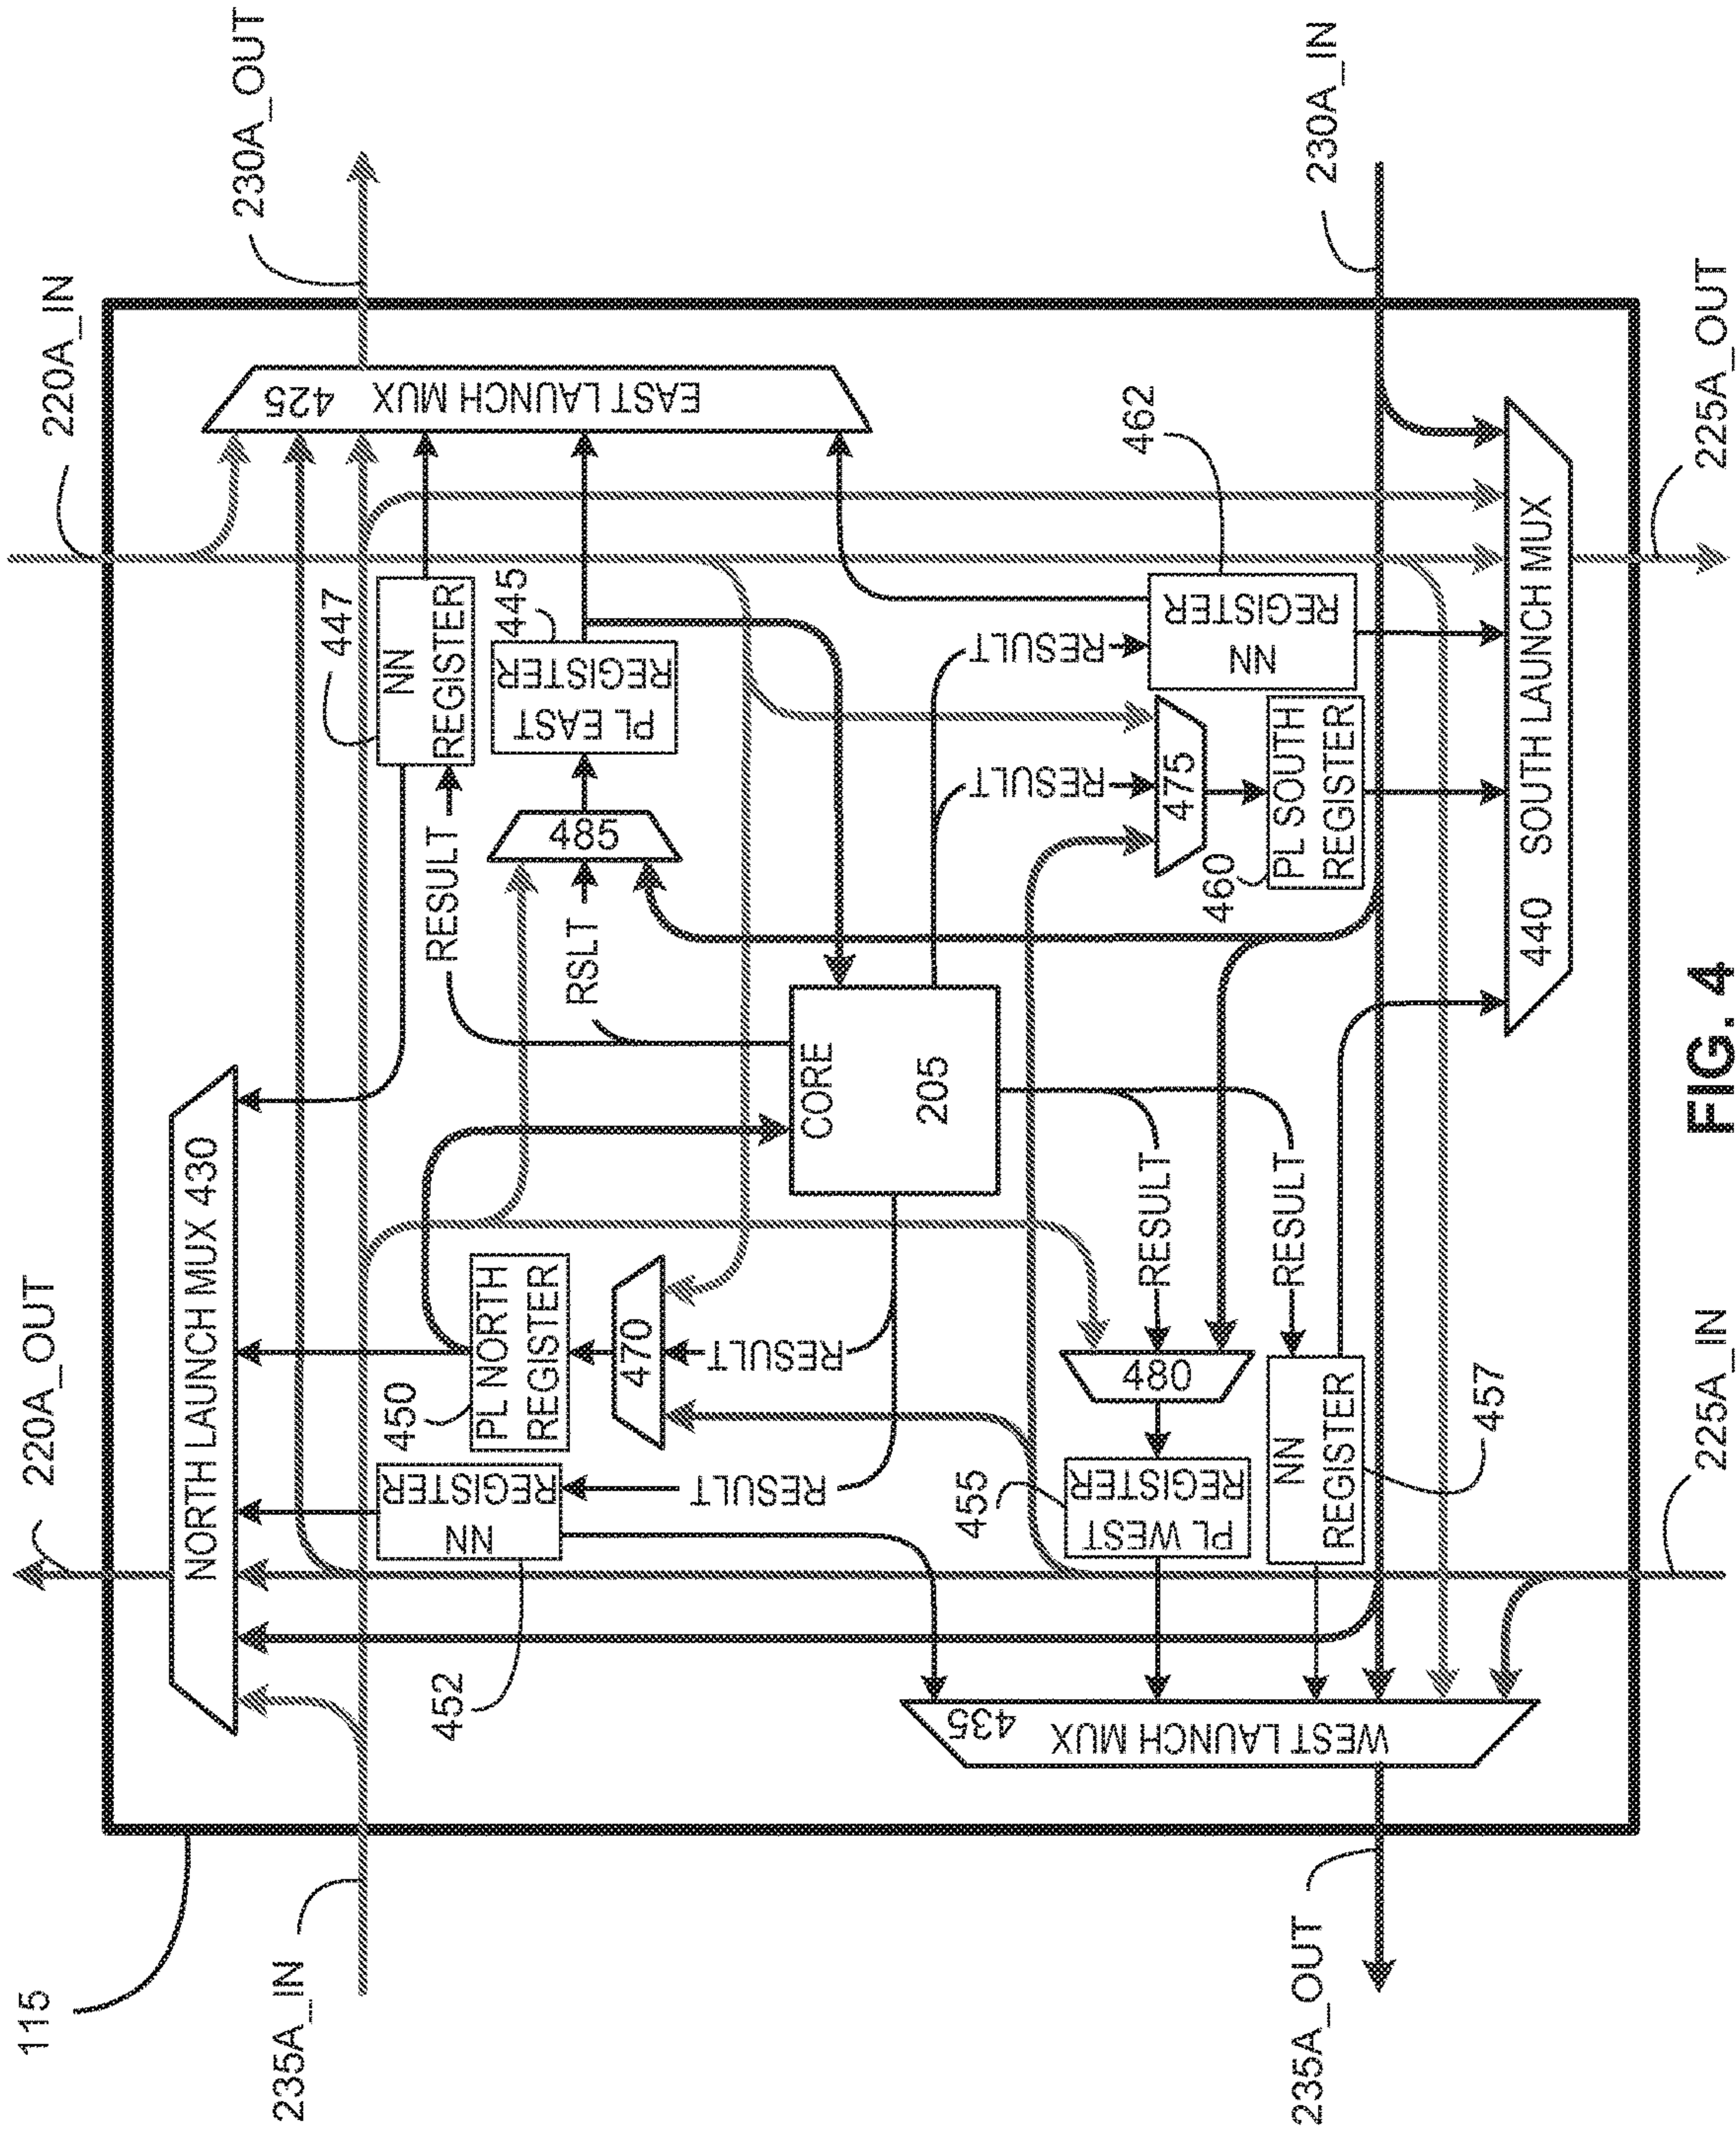 115
220A_OUT
220A_IN
235A_IN
230A_OUT
NORTH LAUNCH MUX 430
425
EAST LAUNCH MUX
452
NN
REGISTER
450
PL NORTH
REGISTER
470
RESULT
RESULT
RESULT
RSLT
485
447
NN
REGISTER
445
PL EAST
REGISTER
CORE
205
435
WEST LAUNCH MUX
455
PL WEST
REGISTER
480
RESULT
RESULT
NN
REGISTER
457
RESULT
RESULT
475
460
PL SOUTH
REGISTER
NN
REGISTER
462
440 SOUTH LAUNCH MUX
235A_OUT
230A_IN
225A_IN
225A_OUT
FIG. 4